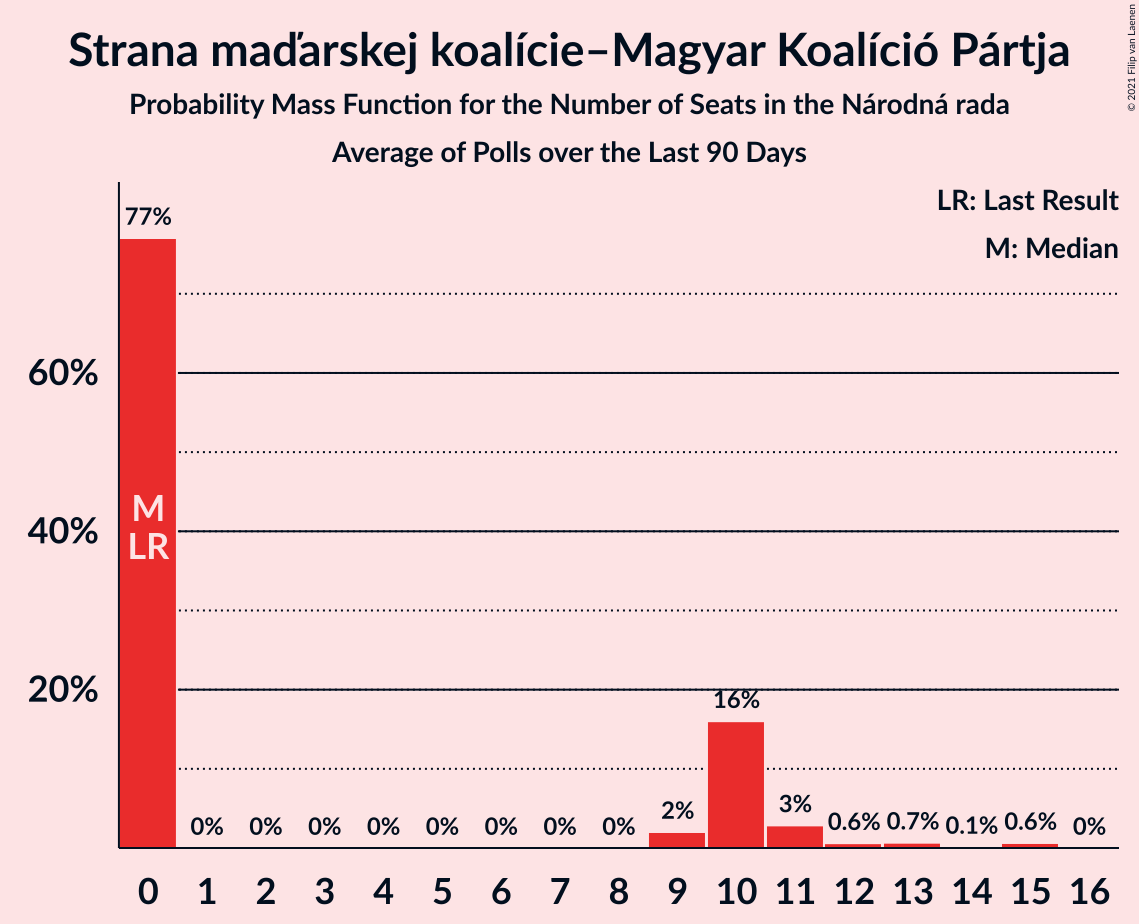 Strana maďarskej koalície–Magyar Koalíció Pártja
Probability Mass Function for the Number of Seats in the Národná rada
Average of Polls over the Last 90 Days
© 2021 Filip van Laenen
LR: Last Result
M: Median
60%
40%
20%
77%
M
LR
0%
0%
0%
0%
0%
0%
0%
0%
2%
16%
3%
0.6%
0.7%
0.1%
0.6%
0%
0 1 2 3 4 5 6 7 8 9 10 11 12 13 14 15 16